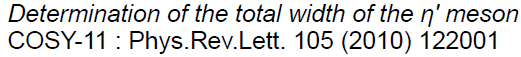 Determination of the total width of the η' meson
COSY-11 : Phys.Rev.Lett. 105 (2010) 122001